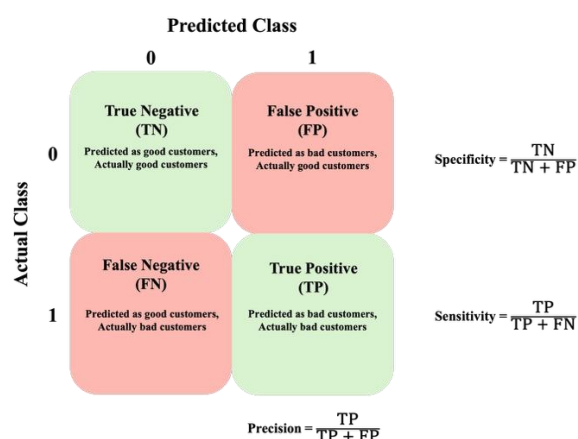 Predicted Class
0 1
Actual Class
0
True Negative
(TN)
Predicted as good customers,
Actually good customers
False Positive
(FP)
Predicted as bad customers,
Actually good customers
Specificity = TN
TN + FP
1
False Negative
(FN)
Predicted as good customers,
Actually bad customers
True Positive
(TP)
Predicted as bad customers,
Actually bad customers
Sensitivity = TP
TP + FN
Precision = TP
TP + FP